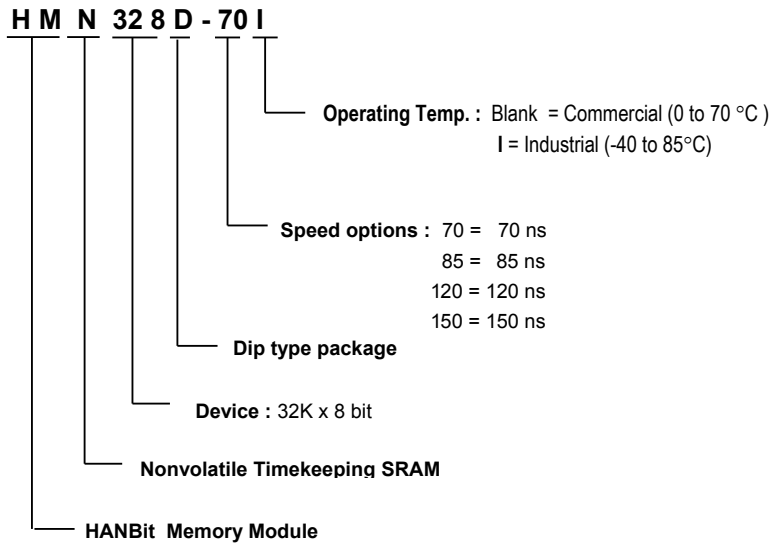 H M N 32 8 D - 70 I
Operating Temp. : Blank = Commercial (0 to 70 °C )
I = Industrial (-40 to 85°C)
Speed options : 70 = 70 ns
85 = 85 ns
120 = 120 ns
150 = 150 ns
Dip type package
Device : 32K x 8 bit
Nonvolatile Timekeeping SRAM
HANBit Memory Module